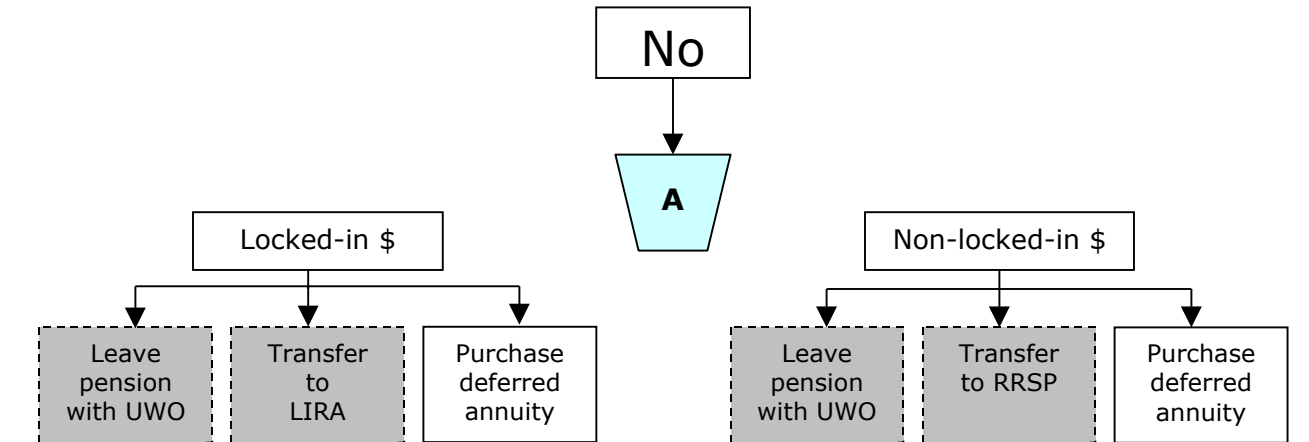 No
A
Locked-in $
Non-locked-in $
Leave
pension
with UWO
Transfer
to
LIRA
Purchase
deferred
annuity
Leave
pension
with UWO
Transfer
to RRSP
Purchase
deferred
annuity